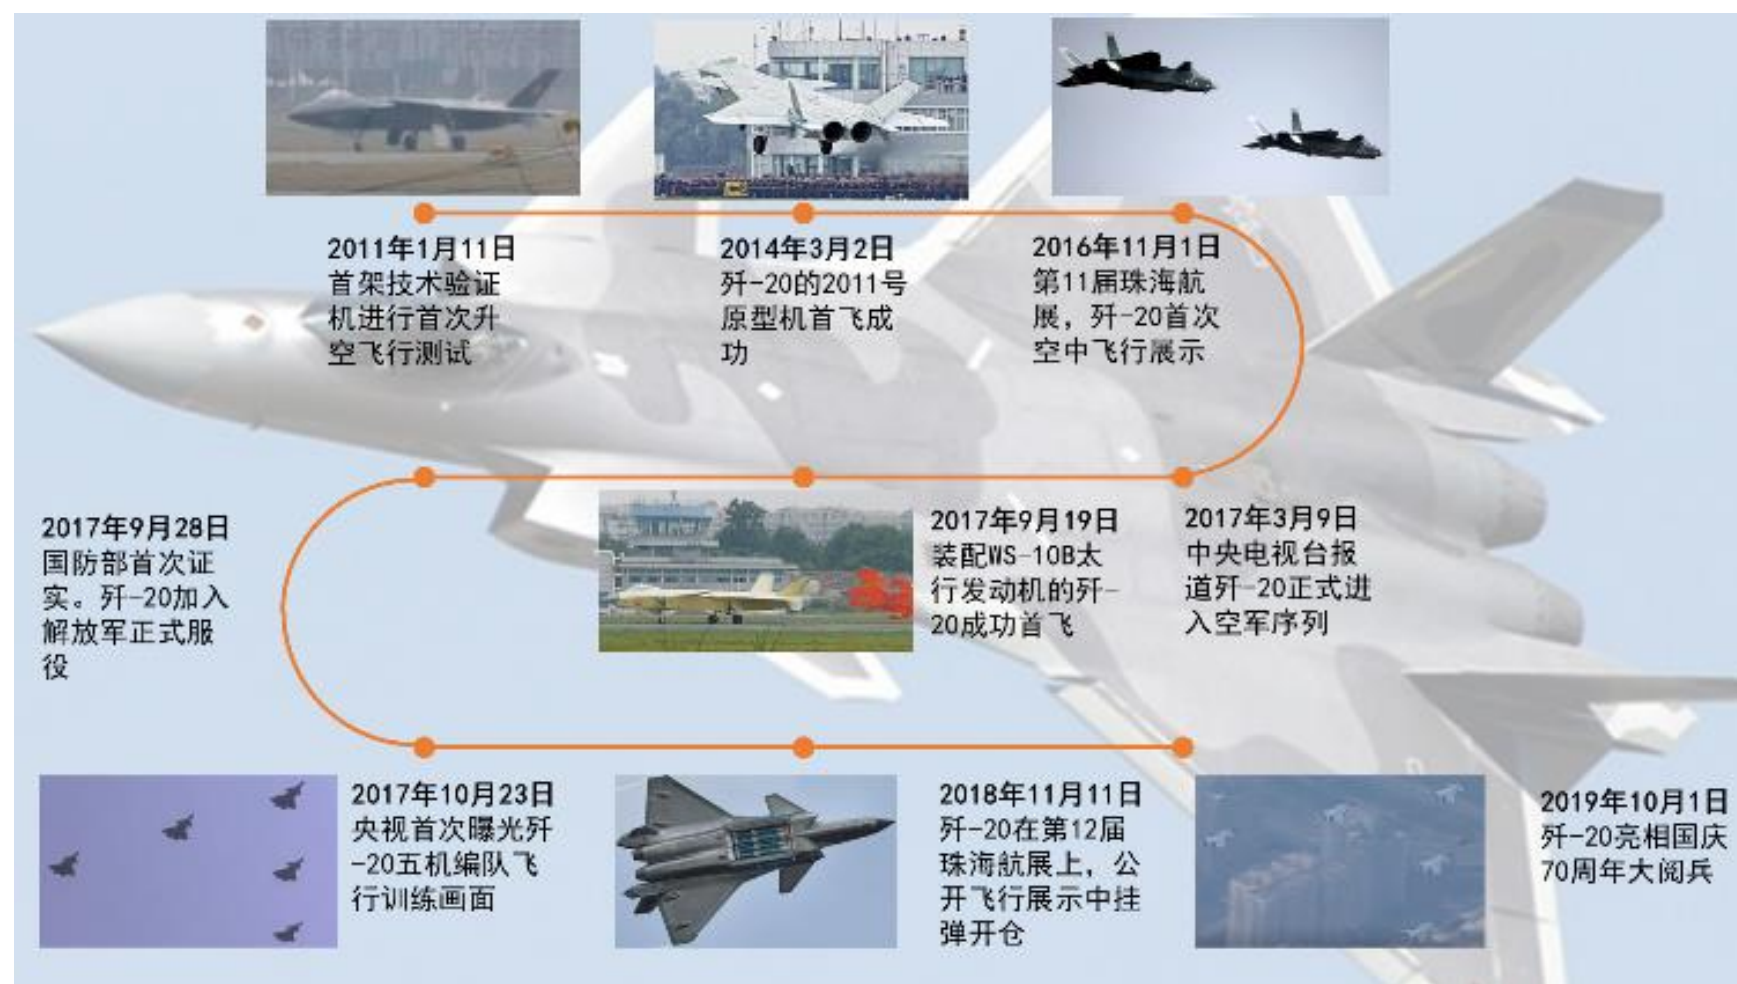 2011年1月11日
首架技术验证
机进行首次升
空飞行测试
2014年3月2日
歼-20的2011号
原型机首飞成
功
2016年11月1日
第11届珠海航
展，歼-20首次
空中飞行展示
2017年3月9日
中央电视台报
道歼-20正式进
入空军序列
2017年9月19日
装配WS-10B太
行发动机的歼-
20成功首飞
2017年9月28日
国防部首次证
实。歼-20加入
解放军正式服
役
2017年10月23日
央视首次曝光歼
-20五机编队飞
行训练画面
2018年11月11日
歼-20在第12届
珠海航展上，公
开飞行展示中挂
弹开仓
2019年10月1日
歼-20亮相国庆
70周年大阅兵